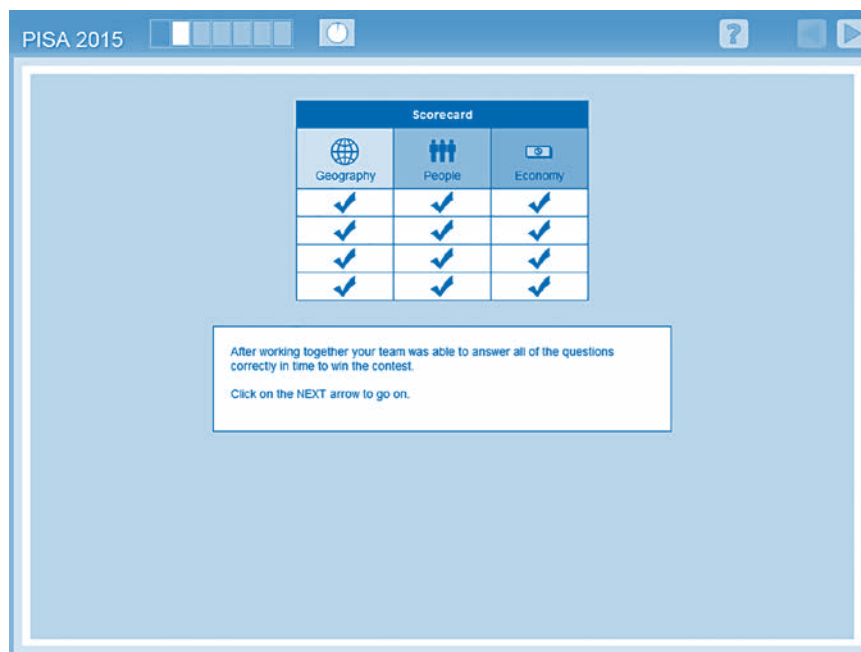 PISA 2015
?
Scorecard
Geography People Economy
After working together your team was able to answer all of the questions
correctly in time to win the contest.
Click on the NEXT arrow to go on.